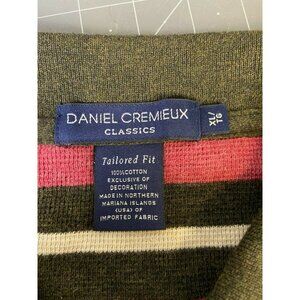 DANIEL CREMIEUX
CLASSICS
XL/
TG
Tailored Fit
100% COTTON
EXCLUSIVE OF
DECORATION
MADE IN NORTHERN
MARIANA ISLANDS
(USA) OF
IMPORTED FABRIC